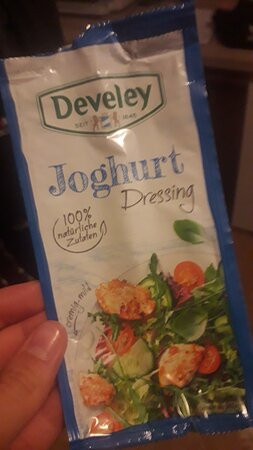 Develey
SEIT 1845
Joghurt
Dressing
100%
natürliche
Zutaten
cremig-mild